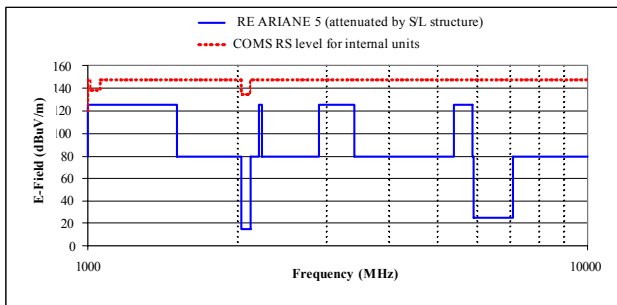 RE ARIANE 5 (attenuated by S/L structure)
COMS RS level for internal units
E-Field (dBuV/m)
160
140
120
100
80
60
40
20
0
1000
10000
Frequency (MHz)